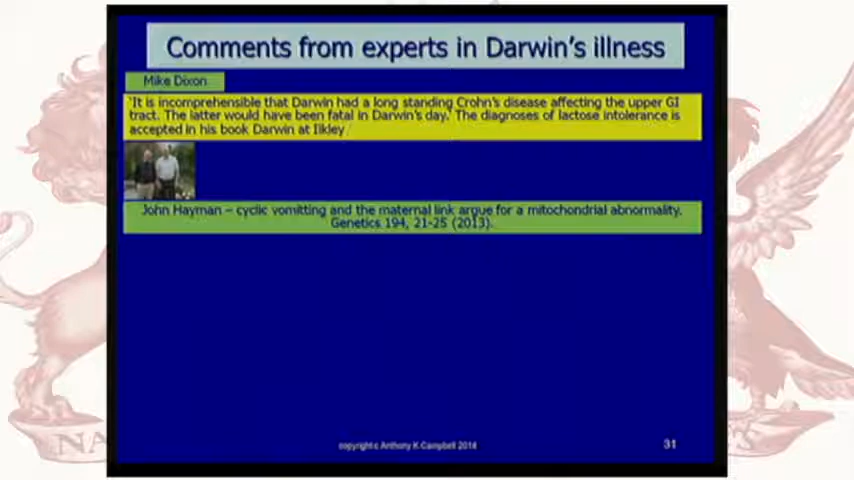 Comments from experts in Darwin's illness
Mike Dixon
'It is incomprehensible that Darwin had a long standing Crohn's disease affecting the upper GI
tract. The latter would have been fatal in Darwin's day.' The diagnoses of lactose intolerance is
accepted in his book Darwin at Ilkley
John Hayman – cyclic vomitting and the maternal link argue for a mitochondrial abnormality.
Genetics 194, 21-25 (2013).
copyright Anthony K Campbell 2014
31
NA